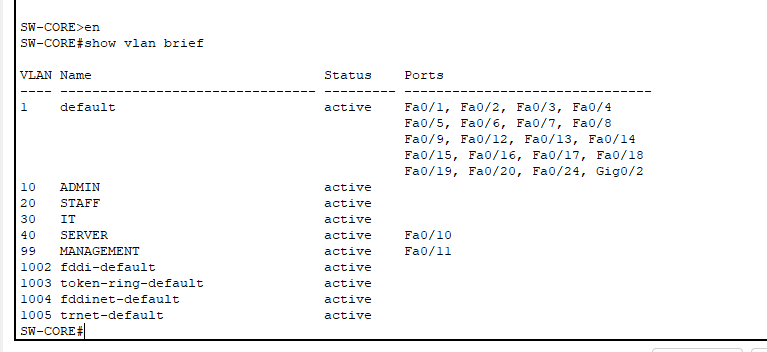 SW-CORE>en
SW-CORE#show vlan brief
VLAN Name                             Status    Ports
---- -------------------------------- --------- -------------------------------
1    default                          active    Fa0/1, Fa0/2, Fa0/3, Fa0/4
                                                Fa0/5, Fa0/6, Fa0/7, Fa0/8
                                                Fa0/9, Fa0/12, Fa0/13, Fa0/14
                                                Fa0/15, Fa0/16, Fa0/17, Fa0/18
                                                Fa0/19, Fa0/20, Fa0/24, Gig0/2
10   ADMIN                            active
20   STAFF                            active
30   IT                               active
40   SERVER                           active    Fa0/10
99   MANAGEMENT                       active    Fa0/11
1002 fddi-default                     active
1003 token-ring-default               active
1004 fddinet-default                  active
1005 trnet-default                    active
SW-CORE#